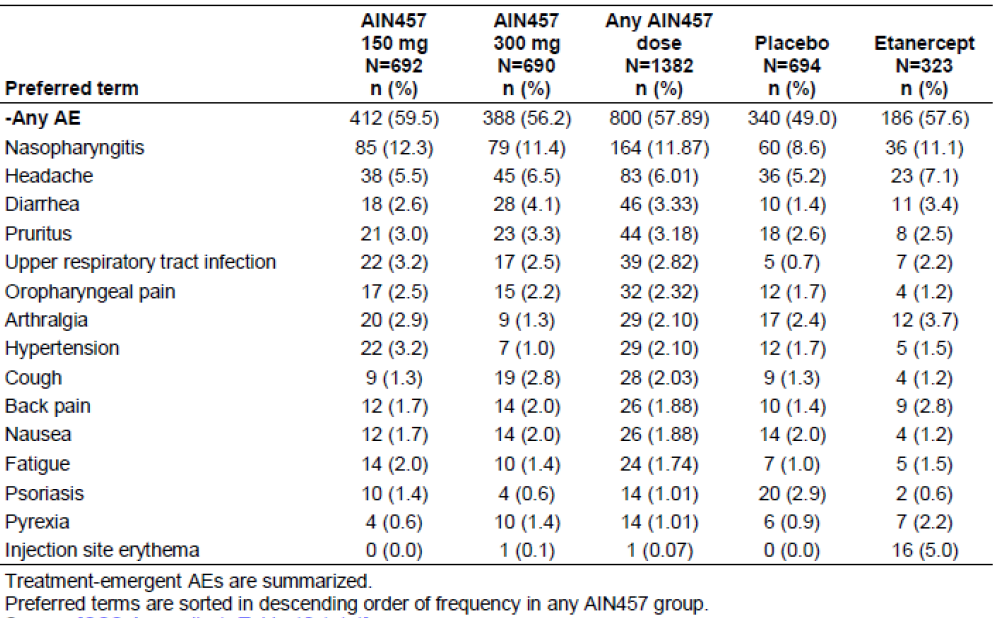 AIN457 AIN457 Any AIN457
150 mg 300 mg dose Placebo Etanercept
N=692 N=690 N=1382 N=694 N=323
Preferred term n (%) n (%) n (%) n (%) n (%)
-Any AE 412 (59.5) 388 (56.2) 800 (57.89) 340 (49.0) 186 (57.6)
Nasopharyngitis 85 (12.3) 79 (11.4) 164 (11.87) 60 (8.6) 36 (11.1)
Headache 38 (5.5) 45 (6.5) 83 (6.01) 36 (5.2) 23 (7.1)
Diarrhea 18 (2.6) 28 (4.1) 46 (3.33) 10 (1.4) 11 (3.4)
Pruritus 21 (3.0) 23 (3.3) 44 (3.18) 18 (2.6) 8 (2.5)
Upper respiratory tract infection 22 (3.2) 17 (2.5) 39 (2.82) 5 (0.7) 7 (2.2)
Oropharyngeal pain 17 (2.5) 15 (2.2) 32 (2.32) 12 (1.7) 4 (1.2)
Arthralgia 20 (2.9) 9 (1.3) 29 (2.10) 17 (2.4) 12 (3.7)
Hypertension 22 (3.2) 7 (1.0) 29 (2.10) 12 (1.7) 5 (1.5)
Cough 9 (1.3) 19 (2.8) 28 (2.03) 9 (1.3) 4 (1.2)
Back pain 12 (1.7) 14 (2.0) 26 (1.88) 10 (1.4) 9 (2.8)
Nausea 12 (1.7) 14 (2.0) 26 (1.88) 14 (2.0) 4 (1.2)
Fatigue 14 (2.0) 10 (1.4) 24 (1.74) 7 (1.0) 5 (1.5)
Psoriasis 10 (1.4) 4 (0.6) 14 (1.01) 20 (2.9) 2 (0.6)
Pyrexia 4 (0.6) 10 (1.4) 14 (1.01) 6 (0.9) 7 (2.2)
Injection site erythema 0 (0.0) 1 (0.1) 1 (0.07) 0 (0.0) 16 (5.0)
Treatment-emergent AEs are summarized.
Preferred terms are sorted in descending order of frequency in any AIN457 group.